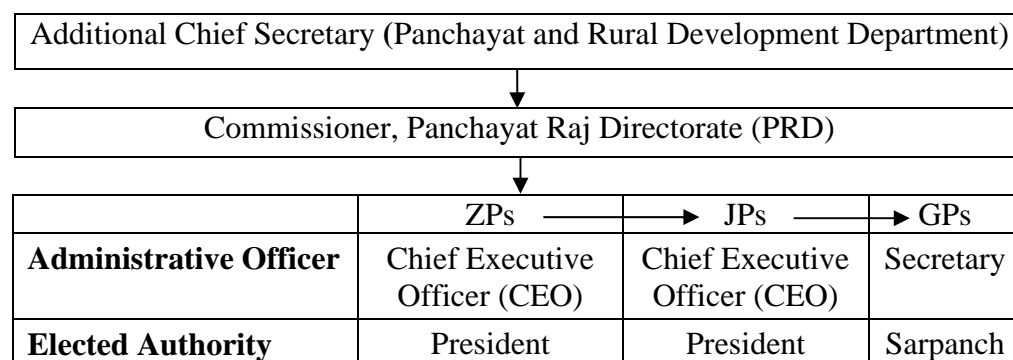 Additional Chief Secretary (Panchayat and Rural Development Department)
Commissioner, Panchayat Raj Directorate (PRD)
ZPs JPs GPs
Administrative Officer Chief Executive Officer (CEO) Chief Executive Officer (CEO) Secretary
Elected Authority President President Sarpanch